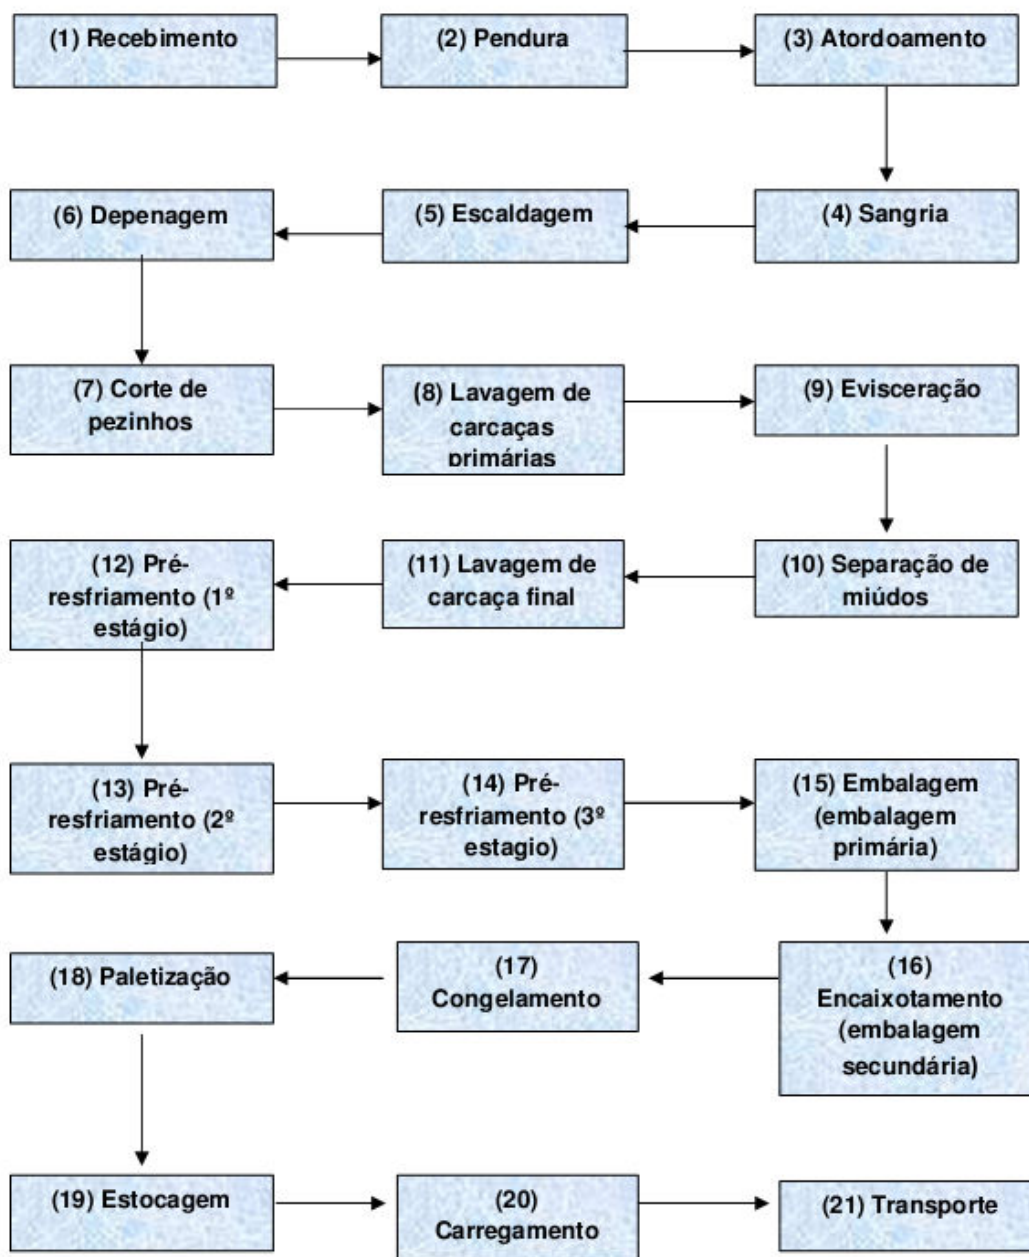 (1) Recebimento
(2) Pendura
(3) Atordoamento
(4) Sangria
(5) Escaldagem
(6) Depenagem
(7) Corte de
pezinhos
(8) Lavagem de
carcaças
primárias
(9) Evisceração
(10) Separação de
miúdos
(11) Lavagem de
carcaça final
(12) Pré-
resfriamento (1º
estágio)
(13) Pré-
resfriamento (2º
estágio)
(14) Pré-
resfriamento (3º
estagio)
(15) Embalagem
(embalagem
primária)
(16)
Encaixotamento
(embalagem
secundária)
(17)
Congelamento
(18) Paletização
(19) Estocagem
(20)
Carregamento
(21) Transporte